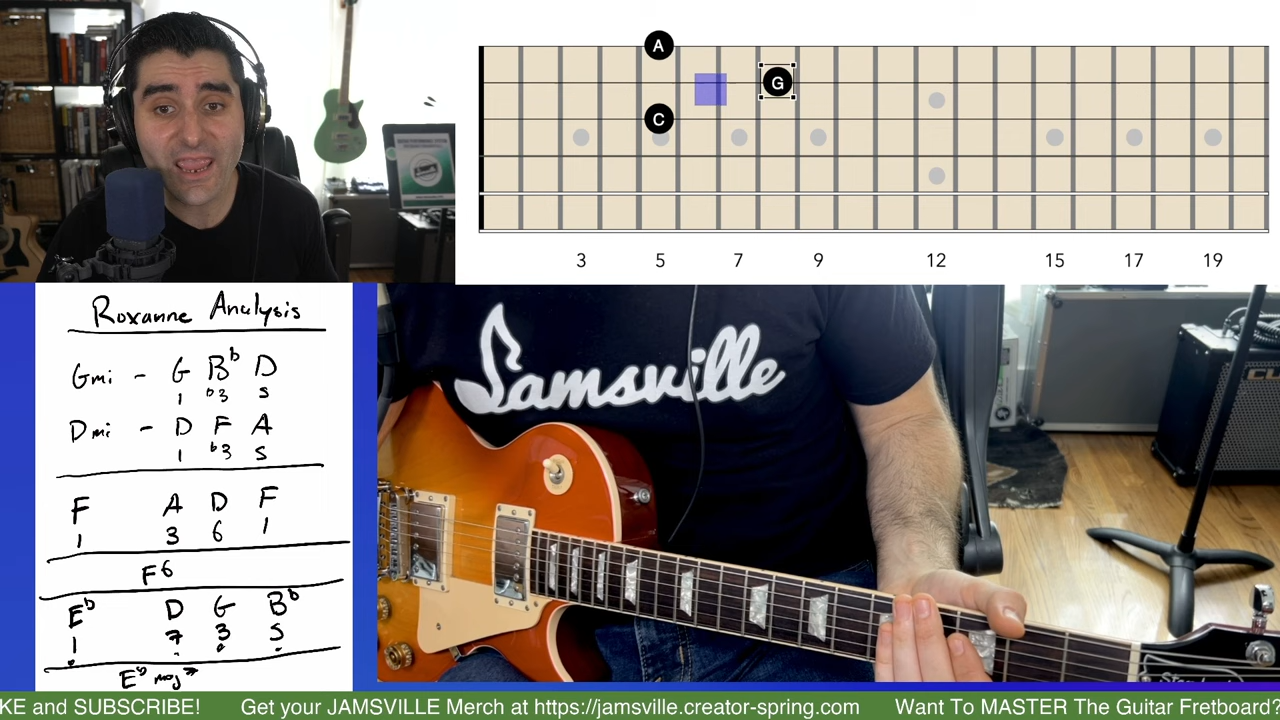 A
G
C
3 5 7 9 12 15 17 19
Roxanne Analysis
Gmi - G B♭ D
1 ♭3 5
Dmi - D F A
1 ♭3 5
F A D F
1 3 6 1
F6
E♭ D G B♭
1 7 3 5
E♭ maj7
Jamsville
KE and SUBSCRIBE! Get your JAMSVILLE Merch at https://jamsville.creator-spring.com Want To MASTER The Guitar Fretboard?